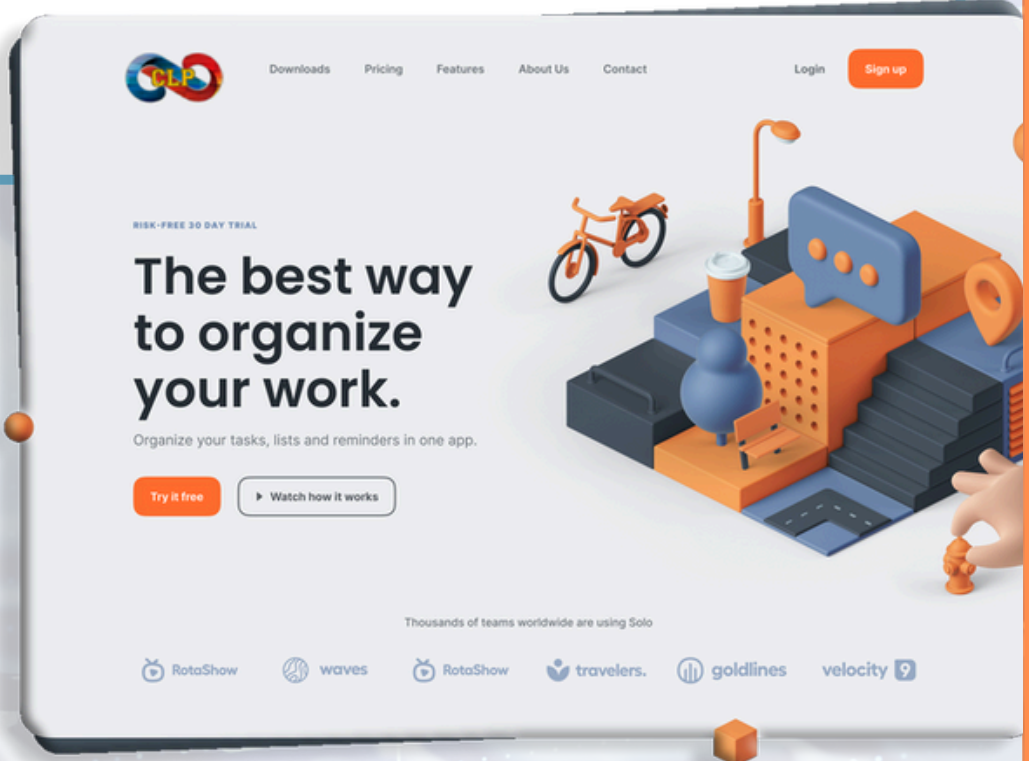 CLP
Downloads Pricing Features About Us Contact Login Sign up
RISK-FREE 30 DAY TRIAL
The best way
to organize
your work.
Organize your tasks, lists and reminders in one app.
Try it free Watch how it works
Thousands of teams worldwide are using Solo
RotaShow waves RotaShow travelers. goldlines velocity 9